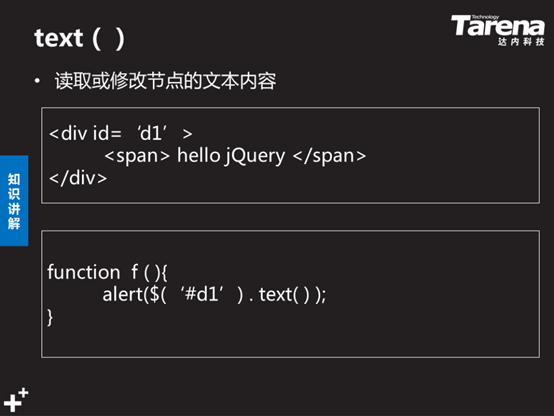 text ( )
Technology
Tarena
达内科技
• 读取或修改节点的文本内容
<div id= ‘d1’ >
<span> hello jQuery </span>
</div>
知识讲解
function f ( ){
alert($( ‘#d1’ ) . text( ) );
}